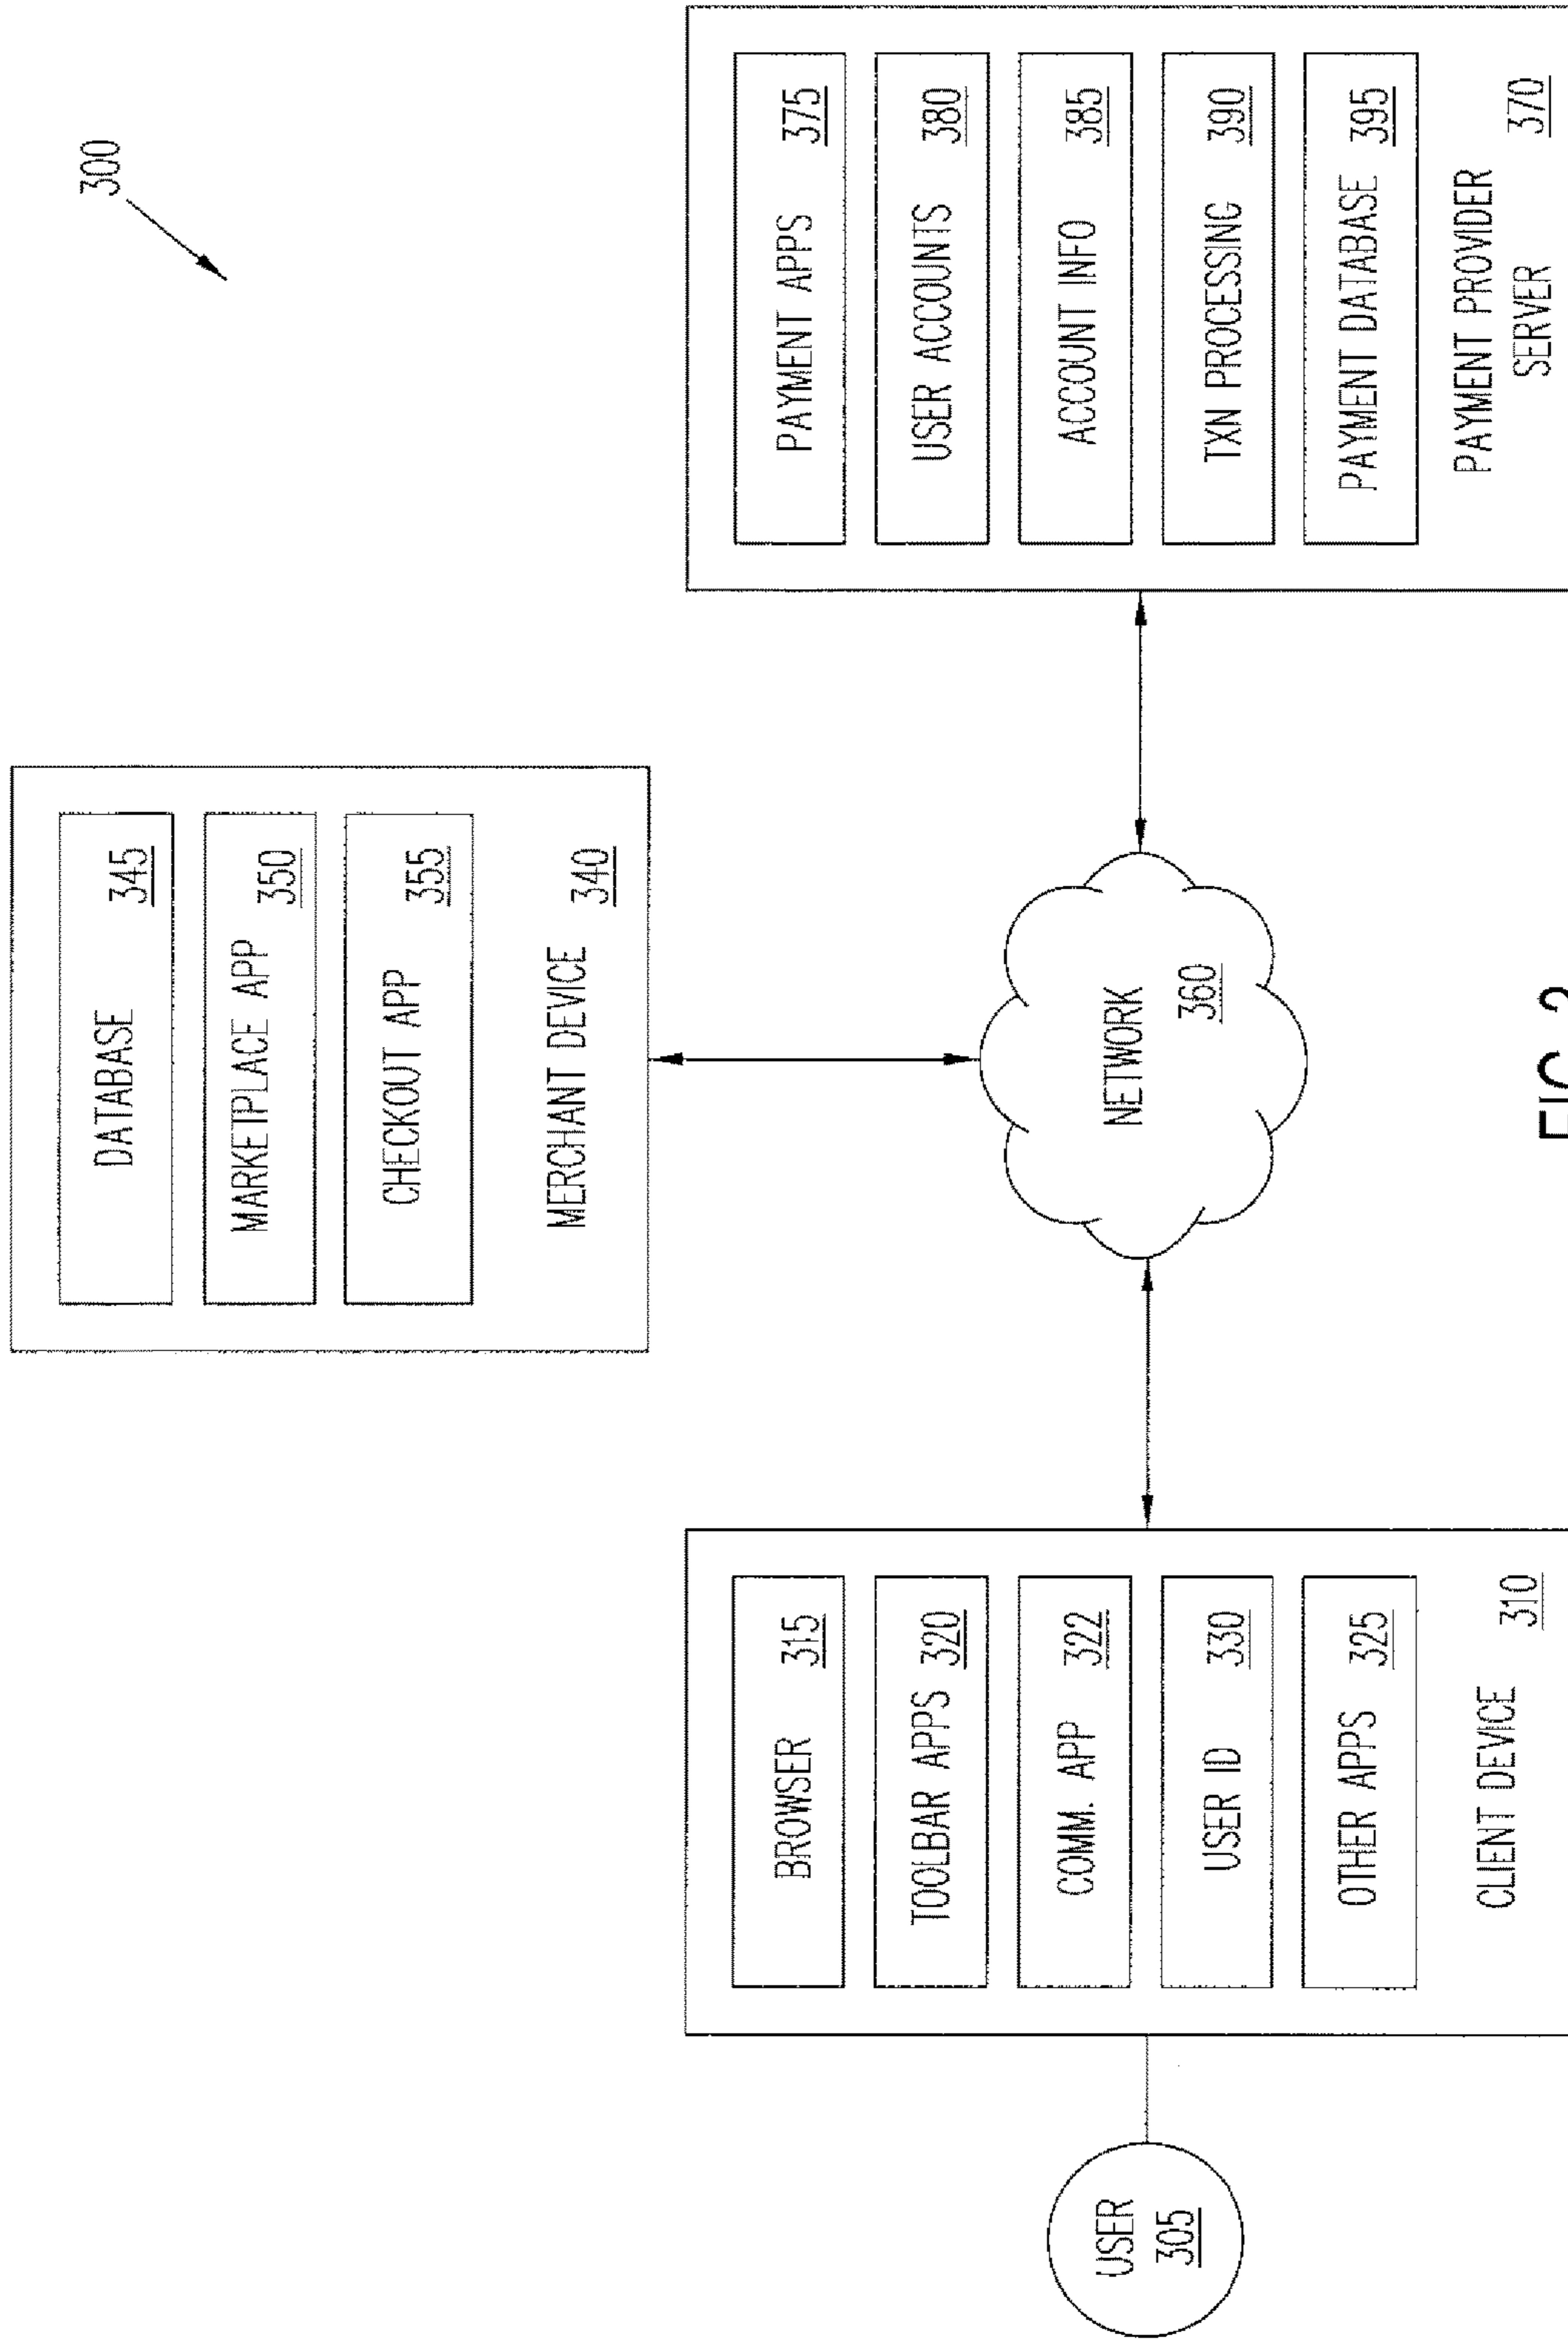 300
DATABASE 345
MARKETPLACE APP 350
CHECKOUT APP 355
MERCHANT DEVICE 340
USER
305
BROWSER 315
TOOLBAR APPS 320
COMM. APP 322
USER ID 330
OTHER APPS 325
CLIENT DEVICE 310
NETWORK
360
PAYMENT APPS 375
USER ACCOUNTS 380
ACCOUNT INFO 385
TXN PROCESSING 390
PAYMENT DATABASE 395
PAYMENT PROVIDER
SERVER 370
FIG.